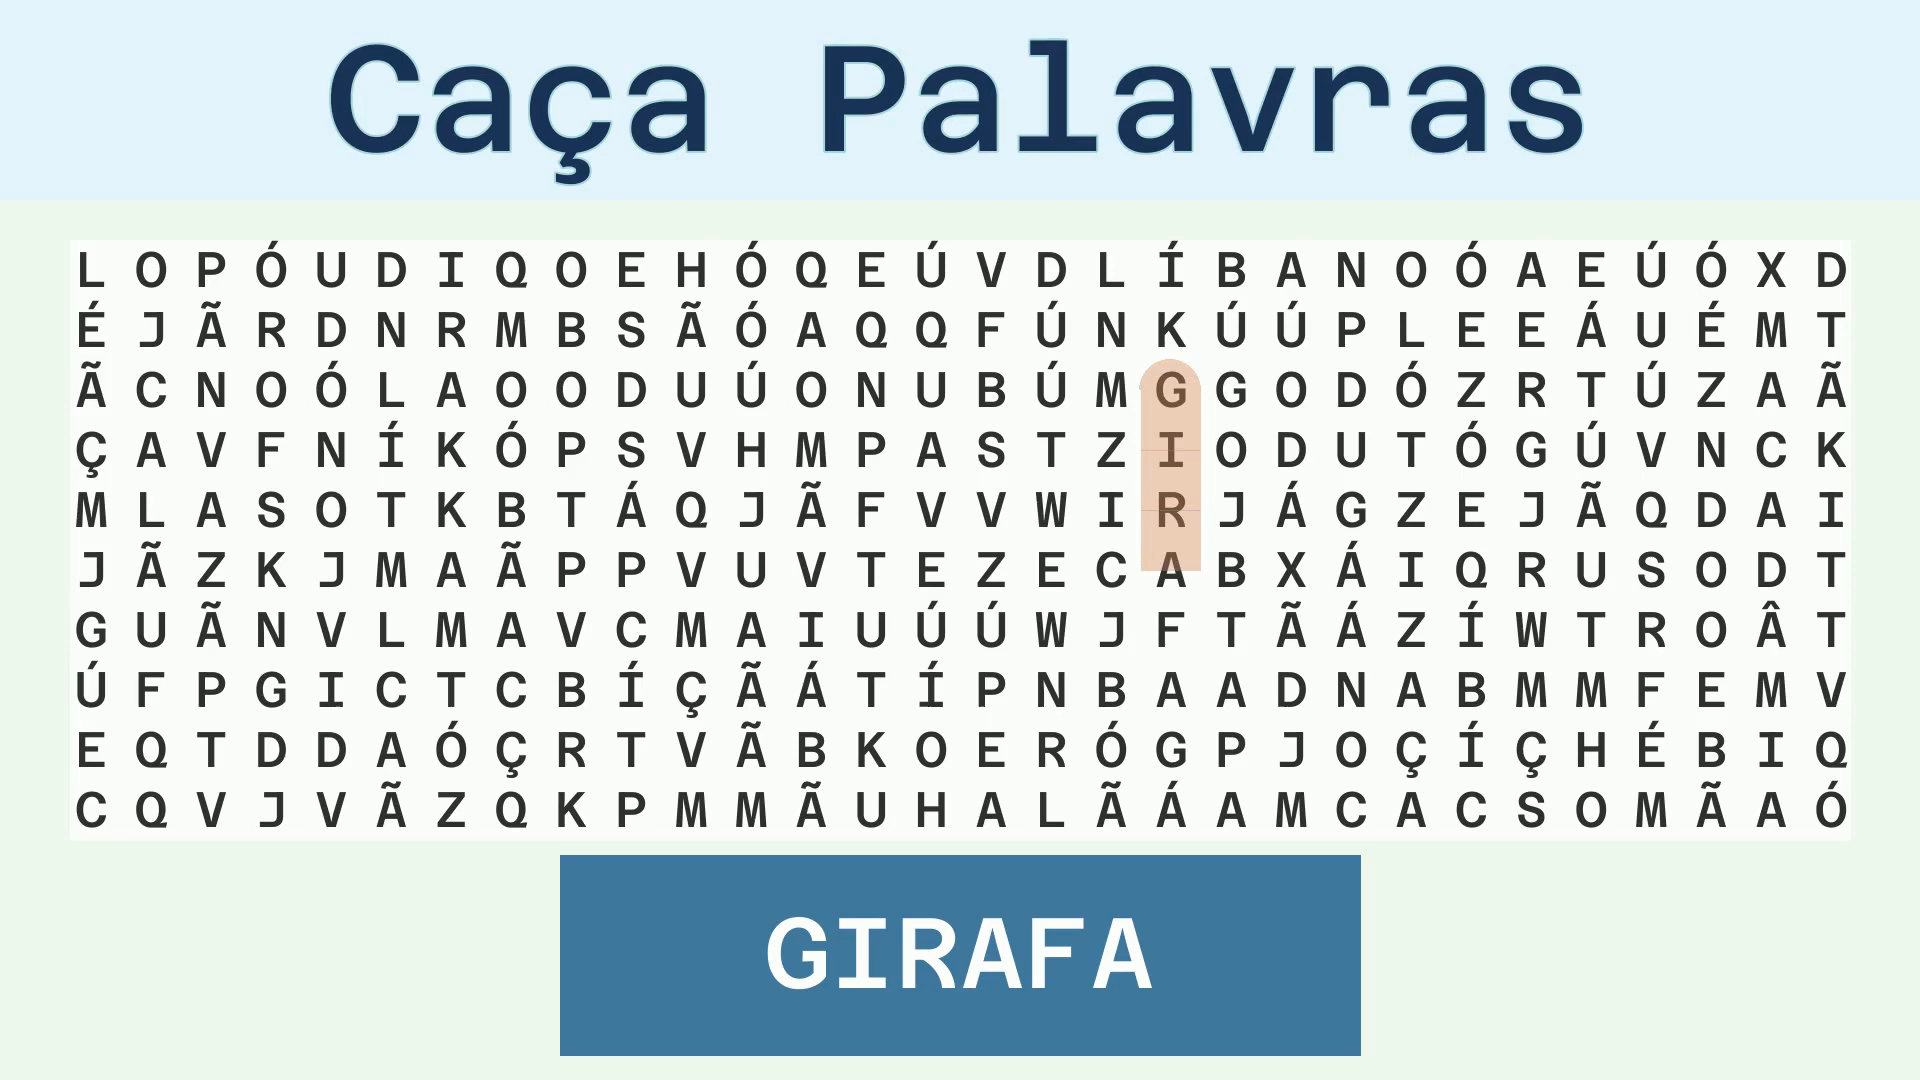 Caça Palavras
L O P Ó U D I Q O E H Ó Q E Ú V D L Í B A N O Ó A E Ú Ó X D
É J Ã R D N R M B S Ã Ó A Q Q F Ú N K Ú Ú P L E E Á U É M T
Ã C N O Ó L A O O D U Ú O N U B Ú M G G O D Ó Z R T Ú Z A Ã
Ç A V F N Í K Ó P S V H M P A S T Z I O D U T Ó G Ú V N C K
M L A S O T K B T Á Q J Ã F V V W I R J Á G Z E J Ã Q D A I
J Ã Z K J M A Ã P P V U V T E Z E C A B X Á I Q R U S O D T
G U Ã N V L M A V C M A I U Ú Ú W J F T Ã Á Z Í W T R O Â T
Ú F P G I C T C B Í Ç Ã Á T Í P N B A A D N A B M M F E M V
E Q T D D A Ó Ç R T V Ã B K O E R Ó G P J O Ç Í Ç H É B I Q
C Q V J V Ã Z Q K P M M Ã U H A L Ã Á A M C A C S O M Ã A Ó
GIRAFA